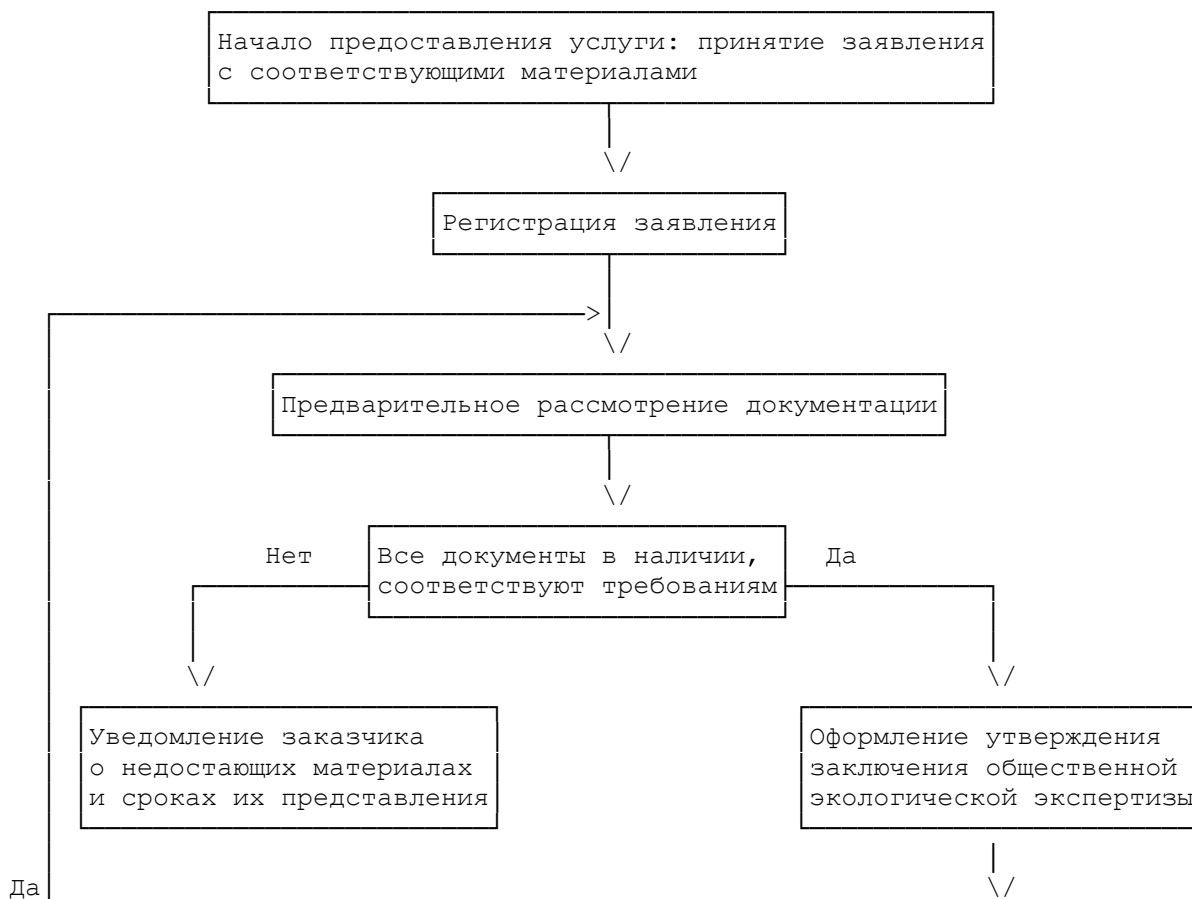 Начало предоставления услуги: принятие заявления
с соответствующими материалами
Регистрация заявления
Предварительное рассмотрение документации
Нет
Все документы в наличии,
соответствуют требованиям
Да
Уведомление заказчика
о недостающих материалах
и сроках их представления
Оформление утверждения
заключения общественной
экологической экспертизы
Да